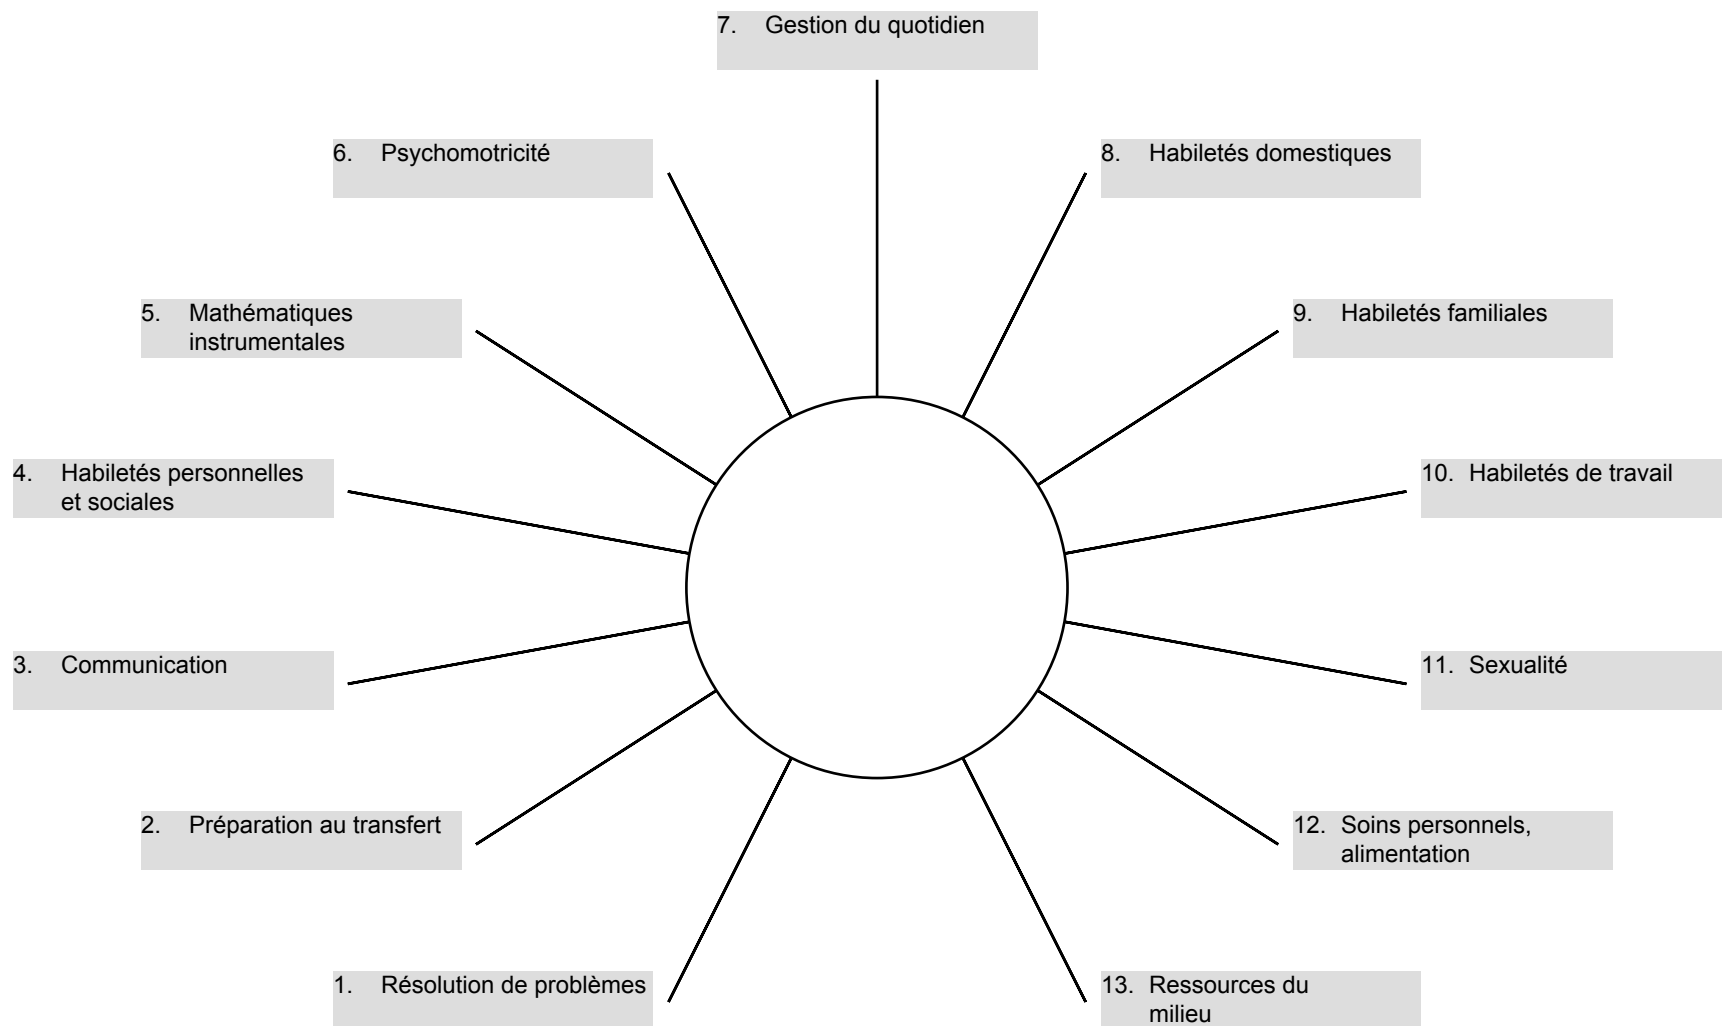 7. Gestion du quotidien
6. Psychomotricité
8. Habiletés domestiques
5. Mathématiques
instrumentales
9. Habiletés familiales
4. Habiletés personnelles
et sociales
10. Habiletés de travail
3. Communication
11. Sexualité
2. Préparation au transfert
12. Soins personnels,
alimentation
1. Résolution de problèmes
13. Ressources du
milieu